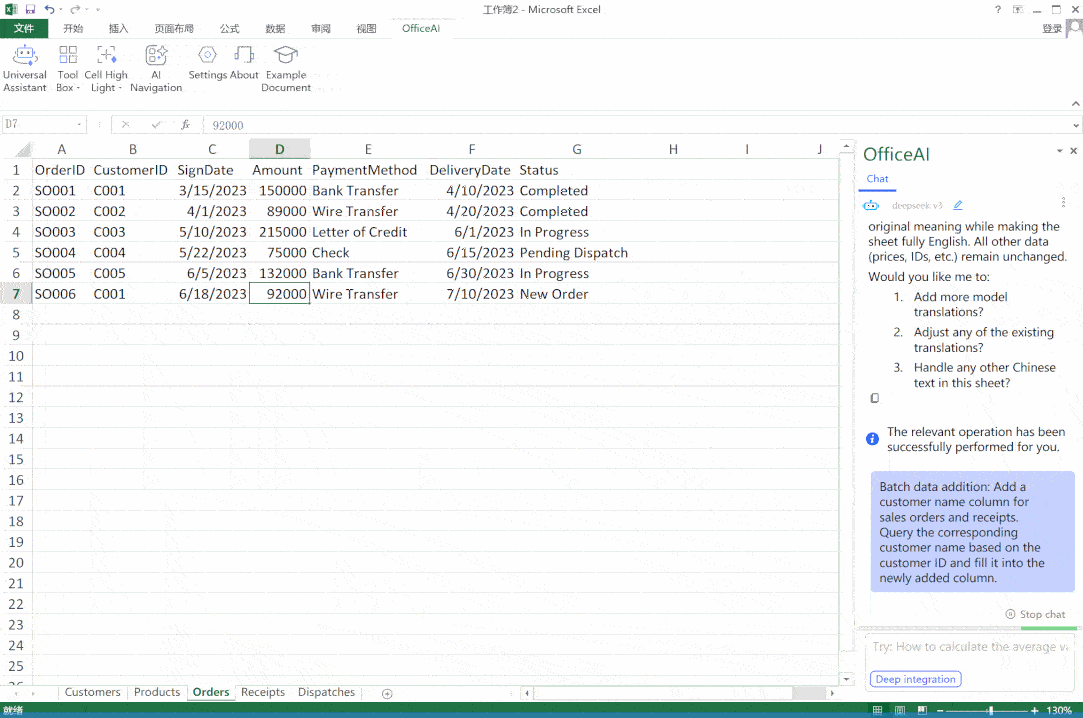 工作簿2 - Microsoft Excel
?
文件 开始 插入 页面布局 公式 数据 审阅 视图 OfficeAI 登录
Universal Assistant
Tool Box
Cell High Light
AI Navigation
Settings
About
Example Document
D7 fx 92000
A B C D E F G H I J
1 OrderID CustomerID SignDate Amount PaymentMethod DeliveryDate Status
2 SO001 C001 3/15/2023 150000 Bank Transfer 4/10/2023 Completed
3 SO002 C002 4/1/2023 89000 Wire Transfer 4/20/2023 Completed
4 SO003 C003 5/10/2023 215000 Letter of Credit 6/1/2023 In Progress
5 SO004 C004 5/22/2023 75000 Check 6/15/2023 Pending Dispatch
6 SO005 C005 6/5/2023 132000 Bank Transfer 6/30/2023 In Progress
7 SO006 C001 6/18/2023 92000 Wire Transfer 7/10/2023 New Order
8
9
10
11
12
13
14
15
16
17
18
19
20
21
22
23
24
25
26
Customers Products Orders Receipts Dispatches
就绪
130%
OfficeAI
Chat
deepseek.v3
original meaning while making the
sheet fully English. All other data
(prices, IDs, etc.) remain unchanged.
Would you like me to:
1. Add more model
translations?
2. Adjust any of the existing
translations?
3. Handle any other Chinese
text in this sheet?
The relevant operation has been
successfully performed for you.
Batch data addition: Add a
customer name column for
sales orders and receipts.
Query the corresponding
customer name based on the
customer ID and fill it into the
newly added column.
Stop chat
Try: How to calculate the average
Deep integration